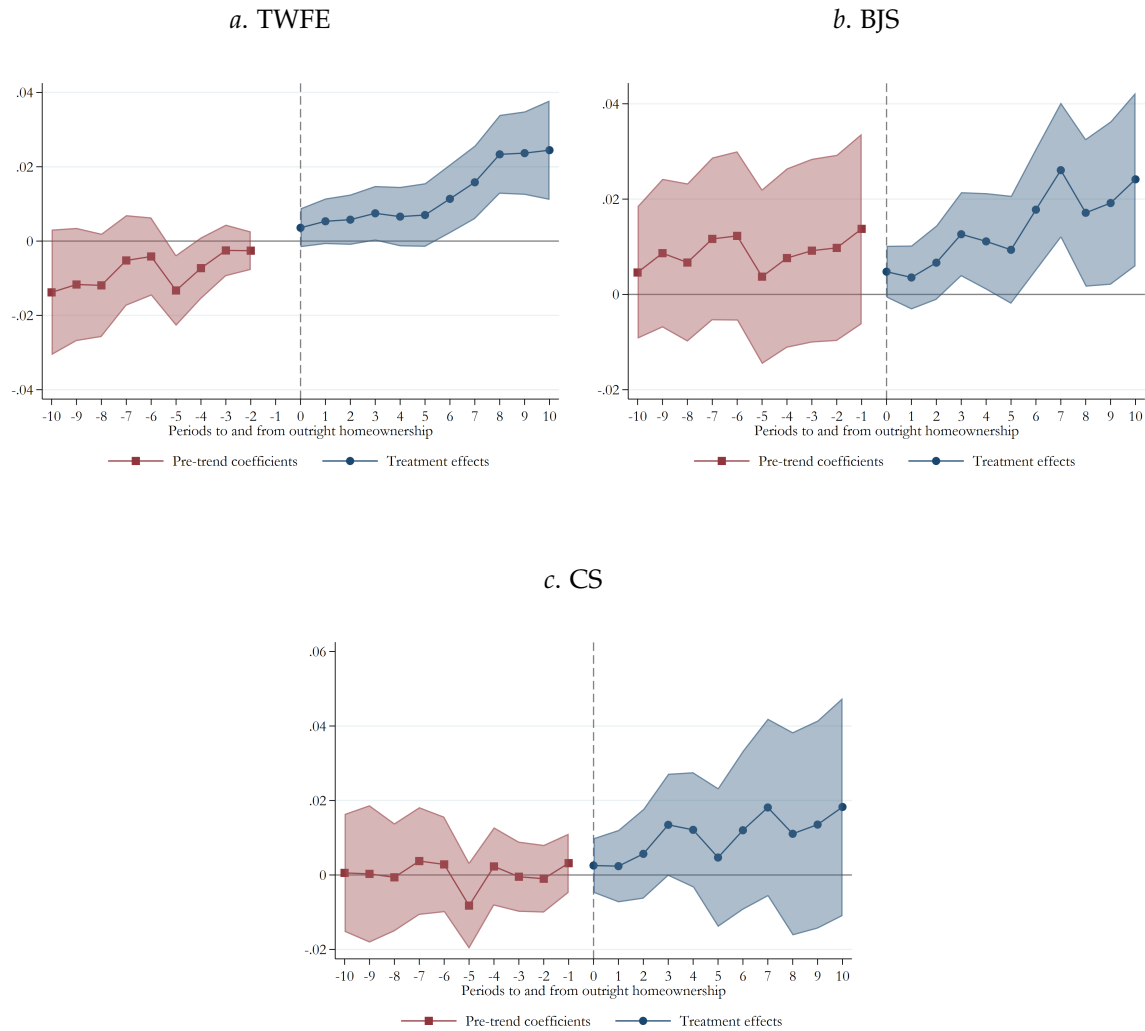 a. TWFE
.04
.02
0
-.02
-.04
-10 -9 -8 -7 -6 -5 -4 -3 -2 -1 0 1 2 3 4 5 6 7 8 9 10
Periods to and from outright homeownership
Pre-trend coefficients Treatment effects
b. BJS
.04
.02
0
-.02
-10 -9 -8 -7 -6 -5 -4 -3 -2 -1 0 1 2 3 4 5 6 7 8 9 10
Periods to and from outright homeownership
Pre-trend coefficients Treatment effects
c. CS
.06
.04
.02
0
-.02
-10 -9 -8 -7 -6 -5 -4 -3 -2 -1 0 1 2 3 4 5 6 7 8 9 10
Periods to and from outright homeownership
Pre-trend coefficients Treatment effects